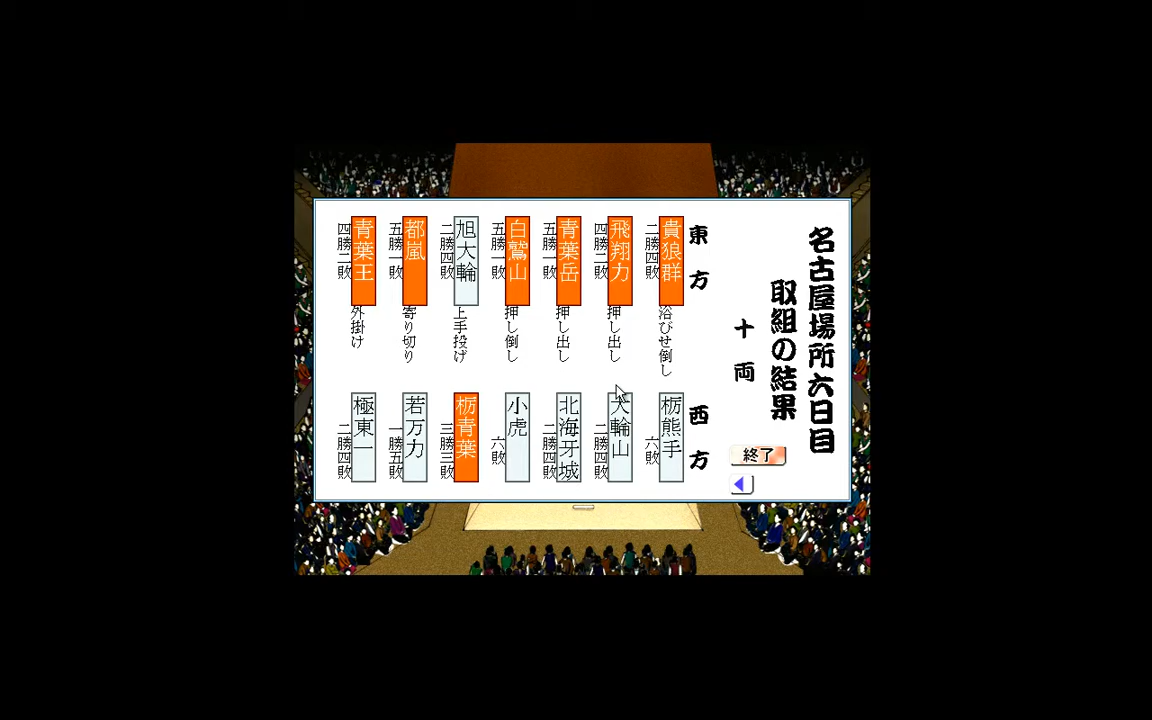 名古屋場所六日目
取組の結果
十両
終了
東方
西方
貴狼群
二勝四敗
浴びせ倒し
栃熊手
六敗
飛翔力
四勝二敗
押し出し
大輪山
二勝四敗
青葉岳
五勝一敗
押し出し
北海牙城
二勝四敗
白鷲山
五勝一敗
押し倒し
小虎
六敗
旭大輪
二勝四敗
上手投げ
栃青葉
三勝三敗
都嵐
五勝一敗
寄り切り
若万力
一勝五敗
青葉王
四勝二敗
外掛け
極東一
二勝四敗